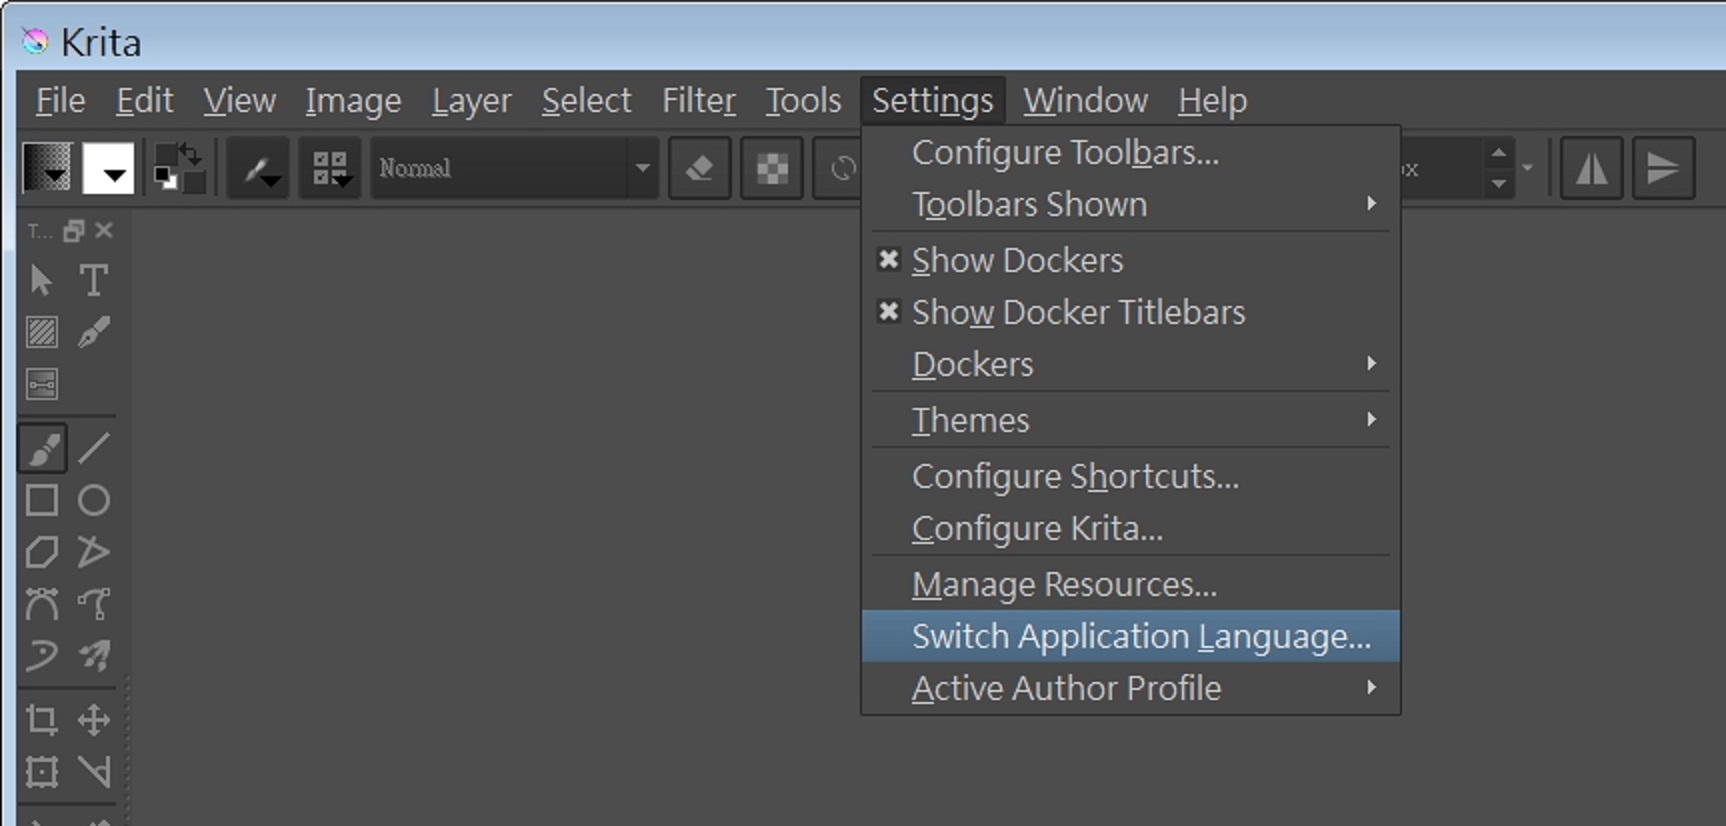 Krita
File Edit View Image Layer Select Filter Tools Settings Window Help
Normal
T...
Configure Toolbars...
Toolbars Shown
Show Dockers
Show Docker Titlebars
Dockers
Themes
Configure Shortcuts...
Configure Krita...
Manage Resources...
Switch Application Language...
Active Author Profile